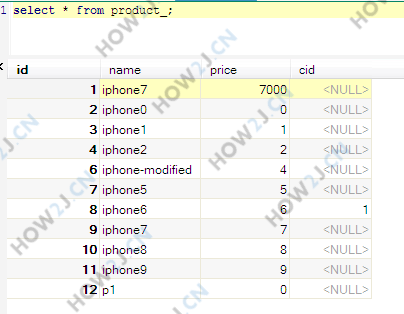 1 select * from product_;
id name price cid
1 iphone7 7000 <NULL>
2 iphone0 0 <NULL>
3 iphone1 1 <NULL>
4 iphone2 2 <NULL>
6 iphone-modified 4 <NULL>
7 iphone5 5 <NULL>
8 iphone6 6 1
9 iphone7 7 <NULL>
10 iphone8 8 <NULL>
11 iphone9 9 <NULL>
12 p1 0 <NULL>
HOW2J.CN
HOW2J.CN
HOW2J.CN
HOW2J.CN
HOW2J.CN
HOW2J.CN